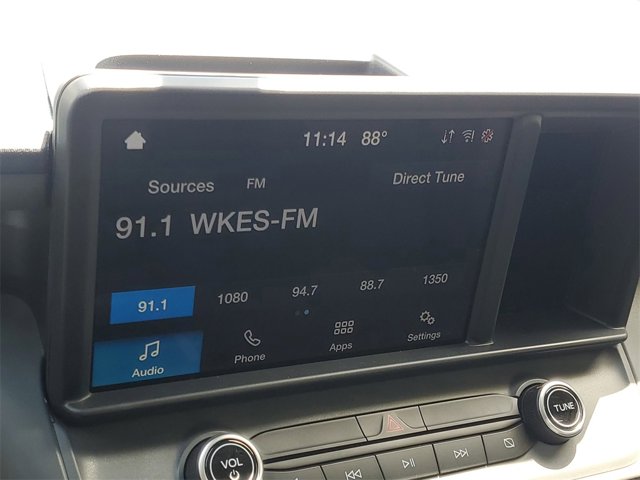 11:14 88°
Sources FM Direct Tune
91.1 WKES-FM
91.1 1080 94.7 88.7 1350
Audio Phone Apps Settings
VOL TUNE